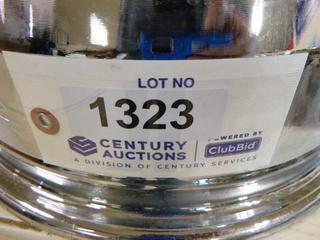 LOT NO
1323
CENTURY
AUCTIONS
POWERED BY
ClubBid
A DIVISION OF CENTURY SERVICES